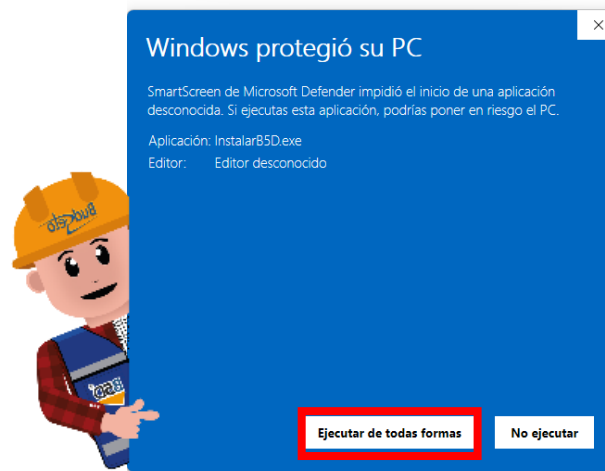 Windows protegió su PC
SmartScreen de Microsoft Defender impidió el inicio de una aplicación
desconocida. Si ejecutas esta aplicación, podrías poner en riesgo el PC.
Aplicación: InstalarB5D.exe
Editor: Editor desconocido
Ejecutar de todas formas
No ejecutar